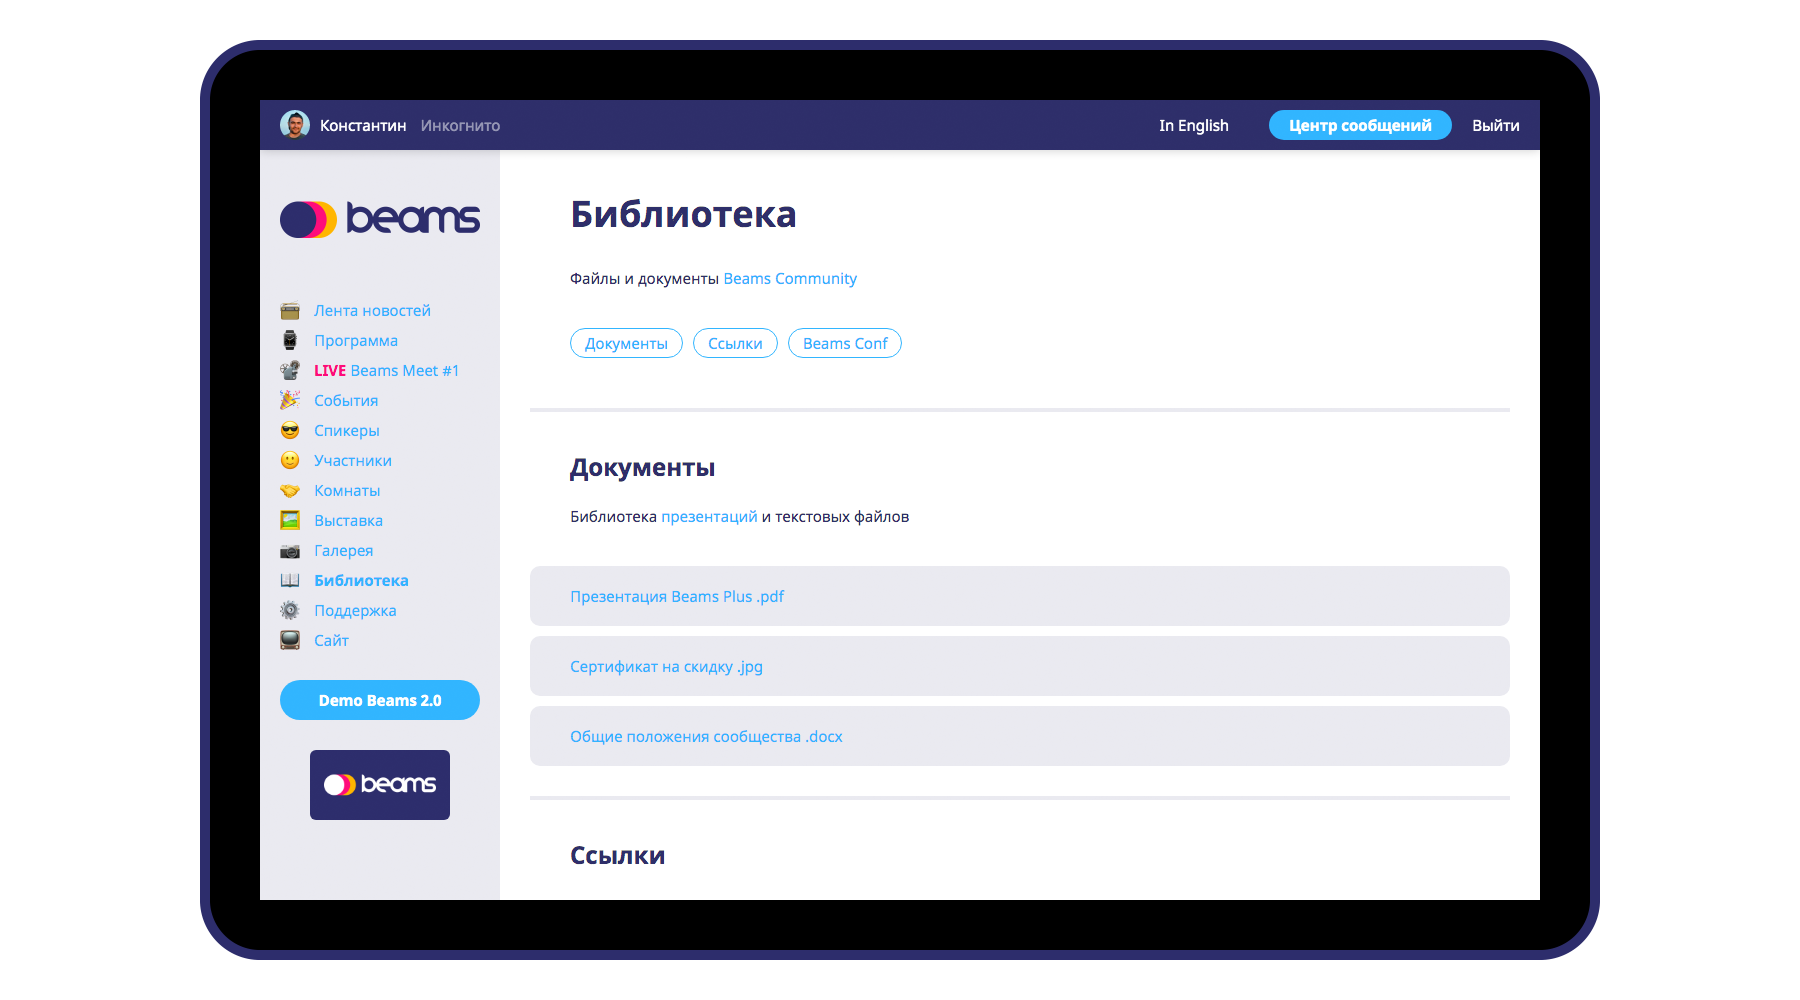 Константин Инкогнито In English Центр сообщений Выйти
beams
Лента новостей
Программа
LIVE Beams Meet #1
События
Спикеры
Участники
Комнаты
Выставка
Галерея
Библиотека
Поддержка
Сайт
Demo Beams 2.0
beams
Библиотека
Файлы и документы Beams Community
Документы Ссылки Beams Conf
Документы
Библиотека презентаций и текстовых файлов
Презентация Beams Plus .pdf
Сертификат на скидку .jpg
Общие положения сообщества .docx
Ссылки